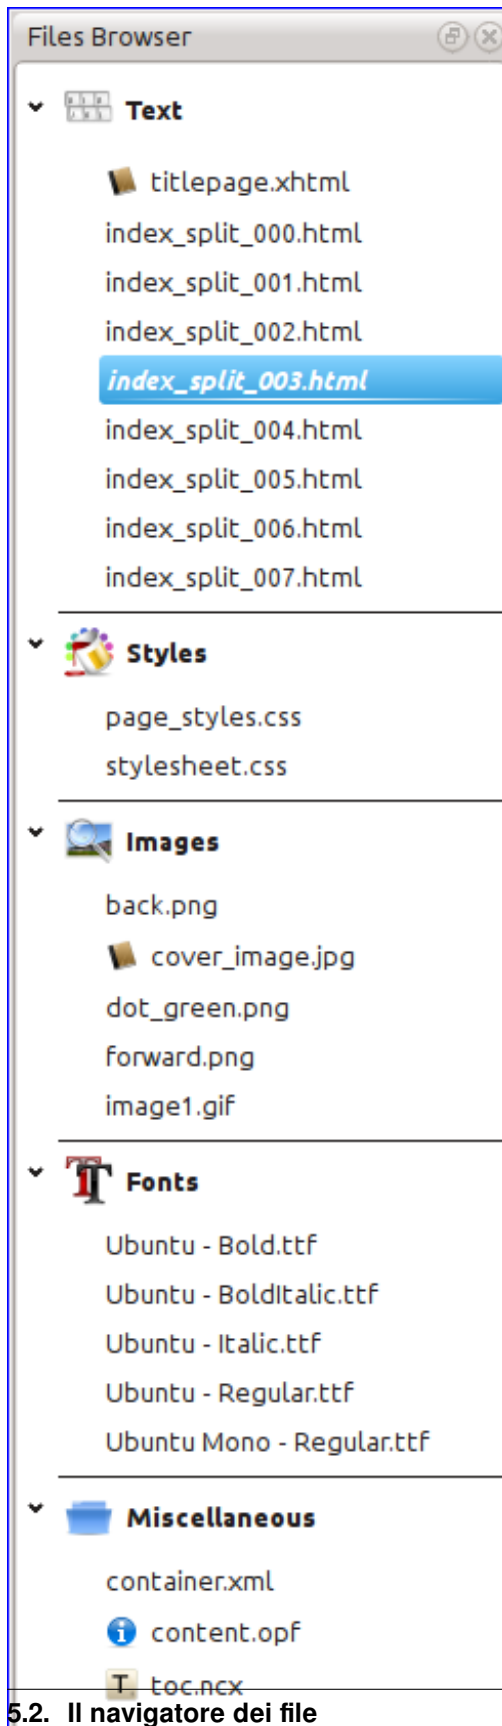 Files Browser
Text
titlepage.xhtml
index_split_000.html
index_split_001.html
index_split_002.html
index_split_003.html
index_split_004.html
index_split_005.html
index_split_006.html
index_split_007.html
Styles
page_styles.css
stylesheet.css
Images
back.png
cover_image.jpg
dot_green.png
forward.png
image1.gif
Fonts
Ubuntu - Bold.ttf
Ubuntu - BoldItalic.ttf
Ubuntu - Italic.ttf
Ubuntu - Regular.ttf
Ubuntu Mono - Regular.ttf
Miscellaneous
container.xml
content.opf
toc.ncx
5.2. Il navigatore dei file